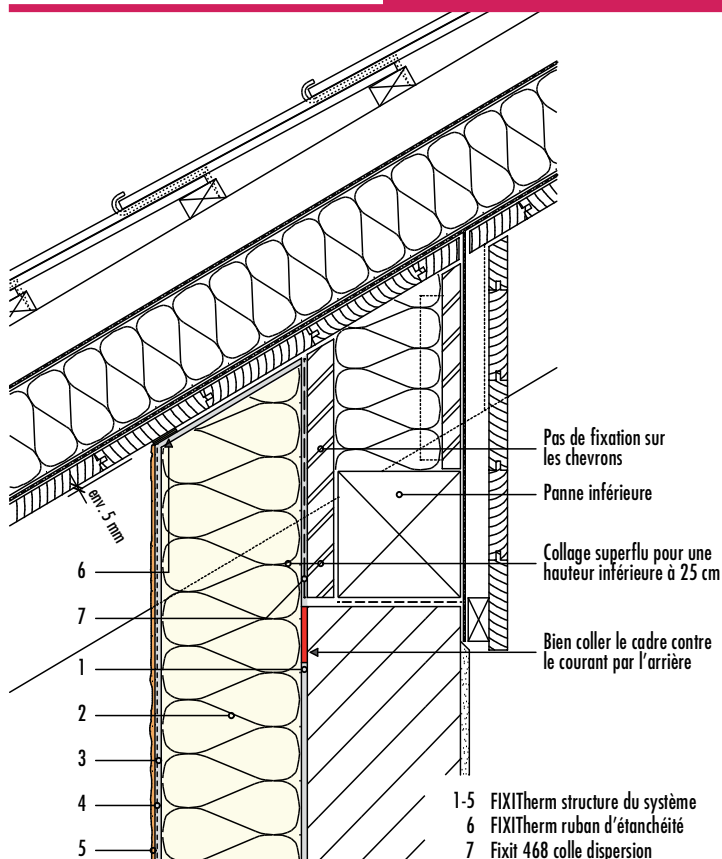 Pas de fixation sur
les chevrons
Panne inférieure
env. 5 mm
Collage superflu pour une
hauteur inférieure à 25 cm
6
7
Bien coller le cadre contre
le courant par l'arrière
1
2
3
4
5
1-5 FIXITherm structure du système
6 FIXITherm ruban d'étanchéité
7 Fixit 468 colle dispersion